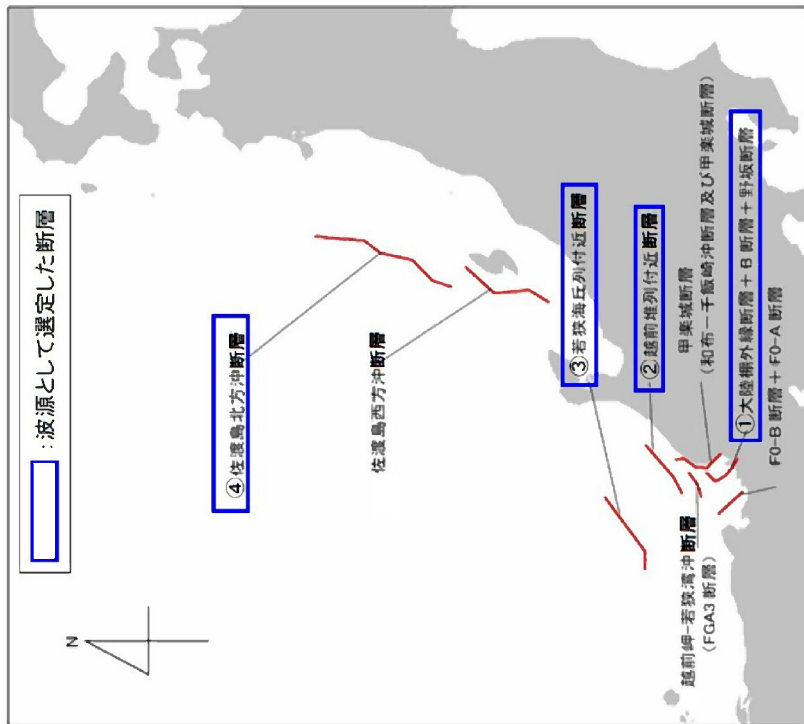 ：波源として選定した断層
N
④佐渡島北方沖断層
佐渡島西方沖断層
③若狭海丘列付近断層
②越前堆列付近断層
甲楽城断層
（和布－干飯崎沖断層及び甲楽城断層）
①大陸棚外縁断層＋B断層＋野坂断層
F0-B断層＋F0-A断層
越前岬－若狭湾沖断層
（FGA3断層）